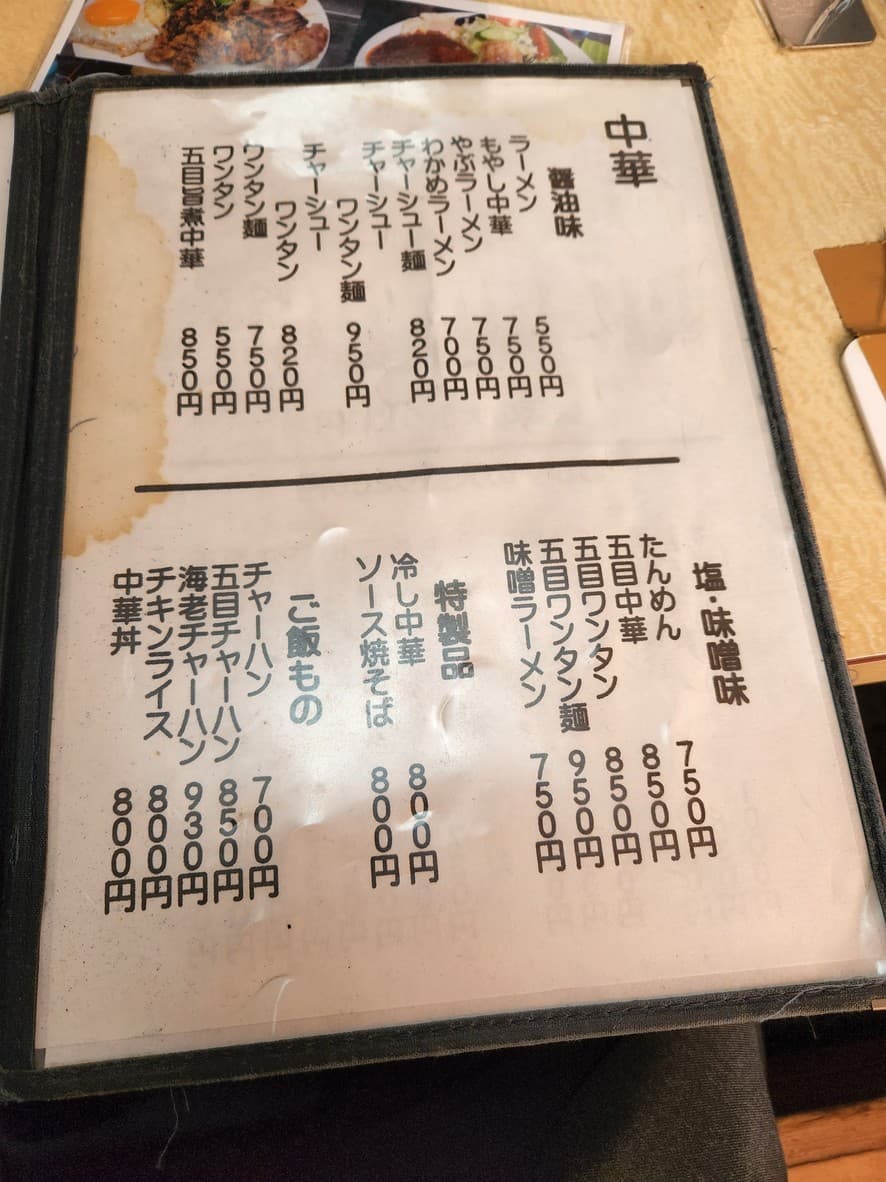 中華
醤油味
ラーメン 550円
もやし中華 750円
やぶラーメン 750円
わかめラーメン 700円
チャーシュー麺 820円
チャーシュー
ワンタン麺 950円
チャーシュー
ワンタン 820円
ワンタン麺 750円
ワンタン 550円
五目旨煮中華 850円
塩・味噌味
たんめん 750円
五目中華 850円
五目ワンタン 850円
五目ワンタン麺 950円
味噌ラーメン 750円
特製品
冷し中華 800円
ソース焼そば 800円
ご飯もの
チャーハン 700円
五目チャーハン 850円
海老チャーハン 930円
チキンライス 800円
中華丼 800円